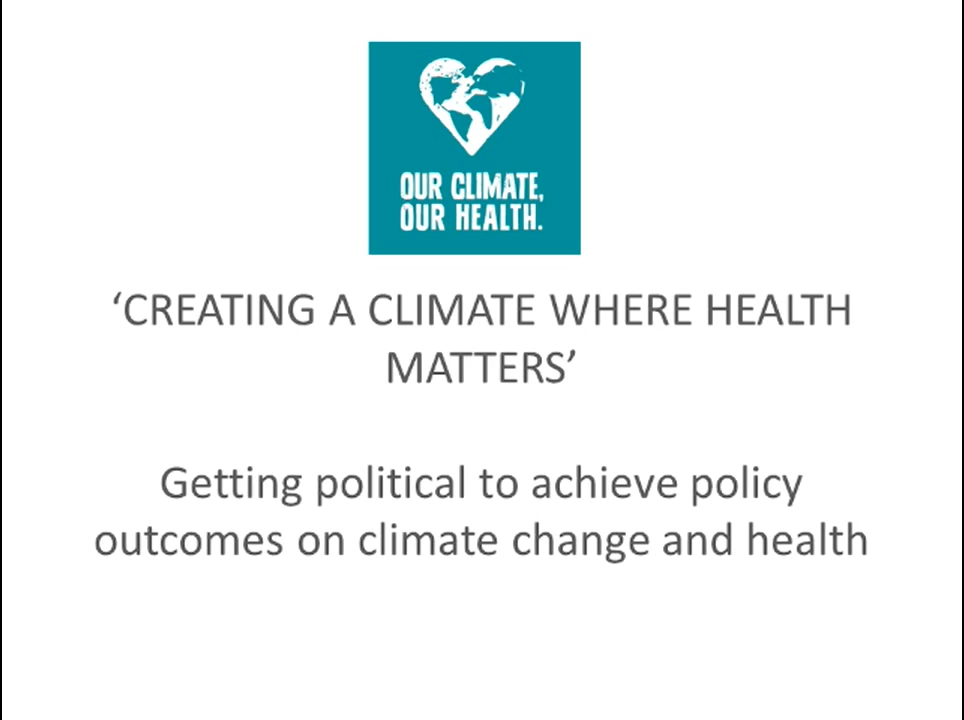 OUR CLIMATE,
OUR HEALTH.
‘CREATING A CLIMATE WHERE HEALTH
MATTERS’
Getting political to achieve policy
outcomes on climate change and health